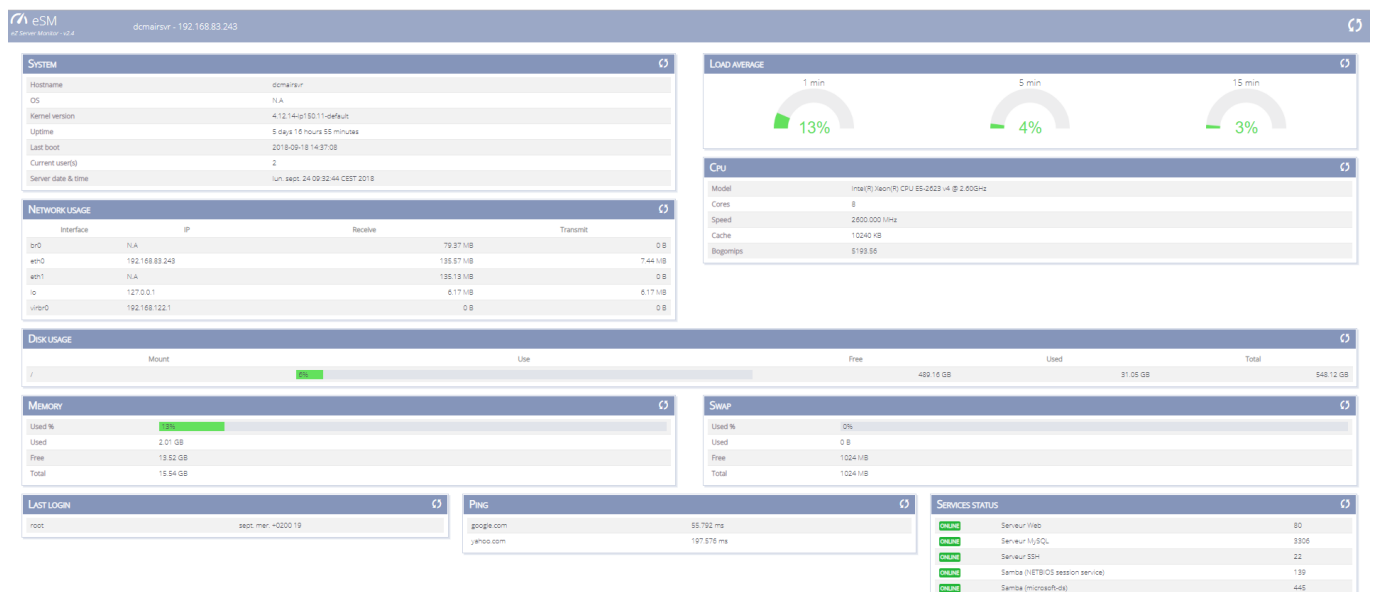 eSM
eZ Server Monitor - v2.4
dcmairsvr - 192.168.83.243
SYSTEM
Hostname dcmairsvr
OS N.A
Kernel version 4.12.14-lp150.11-default
Uptime 5 days 16 hours 55 minutes
Last boot 2018-09-18 14:37:08
Current user(s) 2
Server date & time lun. sept. 24 09:32:44 CEST 2018
LOAD AVERAGE
1 min 5 min 15 min
13% 4% 3%
CPU
Model Intel(R) Xeon(R) CPU E5-2623 v4 @ 2.60GHz
Cores 8
Speed 2600.000 MHz
Cache 10240 KB
Bogomips 5193.56
NETWORK USAGE
Interface IP Receive Transmit
br0 N.A 79.37 MB 0 B
eth0 192.168.83.243 135.57 MB 7.44 MB
eth1 N.A 135.13 MB 0 B
lo 127.0.0.1 6.17 MB 6.17 MB
virbr0 192.168.122.1 0 B 0 B
DISK USAGE
Mount Use Free Used Total
/ 6% 489.16 GB 31.05 GB 548.12 GB
MEMORY
Used % 13%
Used 2.01 GB
Free 13.52 GB
Total 15.54 GB
SWAP
Used % 0%
Used 0 B
Free 1024 MB
Total 1024 MB
LAST LOGIN
root sept. mer. +0200 19
PING
google.com 55.792 ms
yahoo.com 197.576 ms
SERVICES STATUS
ONLINE Serveur Web 80
ONLINE Serveur MySQL 3306
ONLINE Serveur SSH 22
ONLINE Samba (NETBIOS session service) 139
ONLINE Samba (microsoft-ds) 445